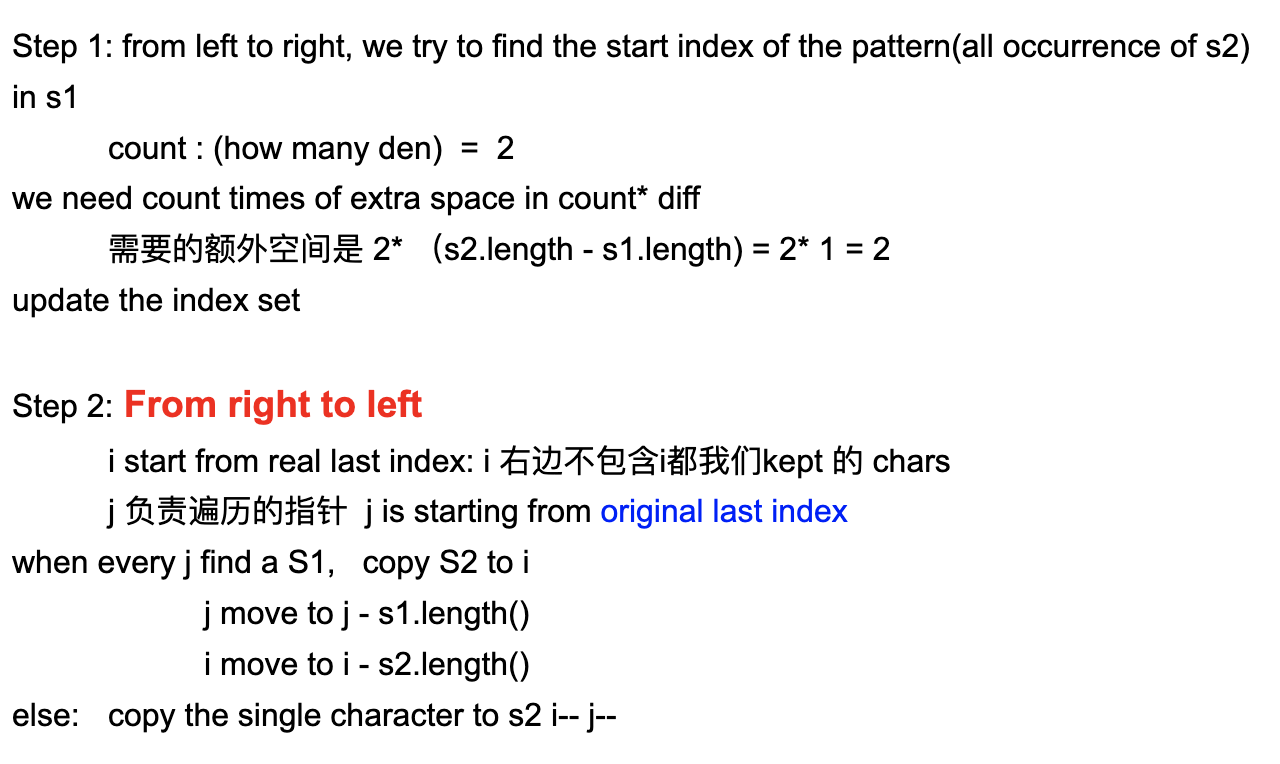 Step 1: from left to right, we try to find the start index of the pattern(all occurrence of s2)
in s1
count : (how many den) = 2
we need count times of extra space in count* diff
需要的额外空间是 2* （s2.length - s1.length) = 2* 1 = 2
update the index set
Step 2: From right to left
i start from real last index: i 右边不包含i都我们kept 的 chars
j 负责遍历的指针 j is starting from original last index
when every j find a S1, copy S2 to i
j move to j - s1.length()
i move to i - s2.length()
else: copy the single character to s2 i-- j--